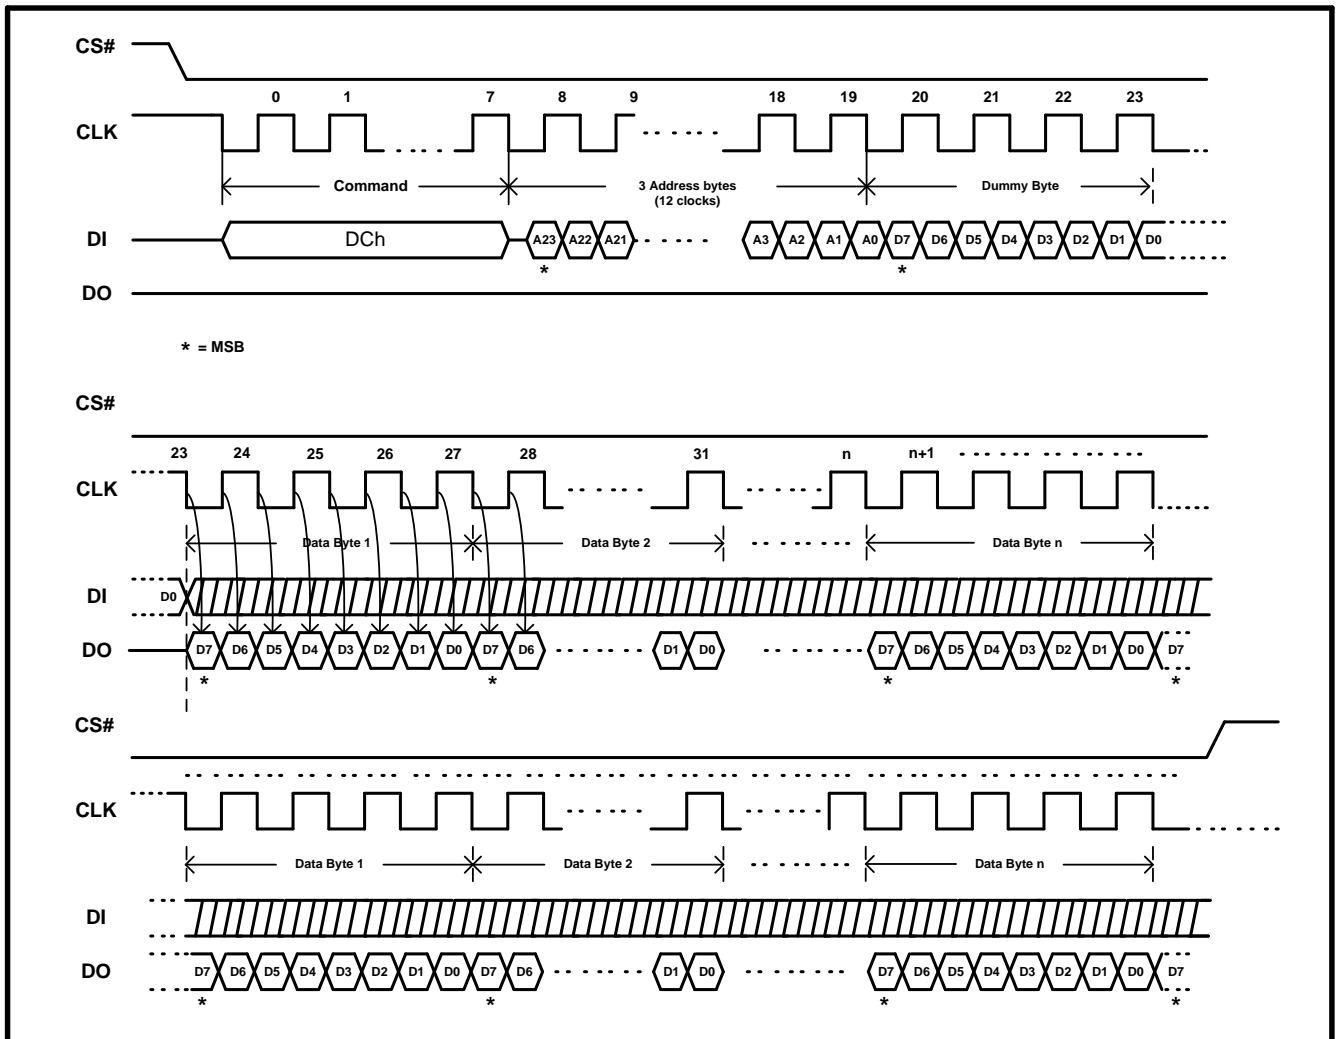 CS#
0 1 7 8 9 18 19 20 21 22 23
CLK
Command 3 Address bytes (12 clocks) Dummy Byte
DI DCh A23 A22 A21 A3 A2 A1 A0 D7 D6 D5 D4 D3 D2 D1 D0
* *
DO
* = MSB
CS#
23 24 25 26 27 28 31 n n+1
CLK
Data Byte 1 Data Byte 2 Data Byte n
DI D0
DO D7 D6 D5 D4 D3 D2 D1 D0 D7 D6 D1 D0 D7 D6 D5 D4 D3 D2 D1 D0 D7
* * * *
CS#
CLK
Data Byte 1 Data Byte 2 Data Byte n
DI
DO D7 D6 D5 D4 D3 D2 D1 D0 D7 D6 D1 D0 D7 D6 D5 D4 D3 D2 D1 D0 D7
* * * *